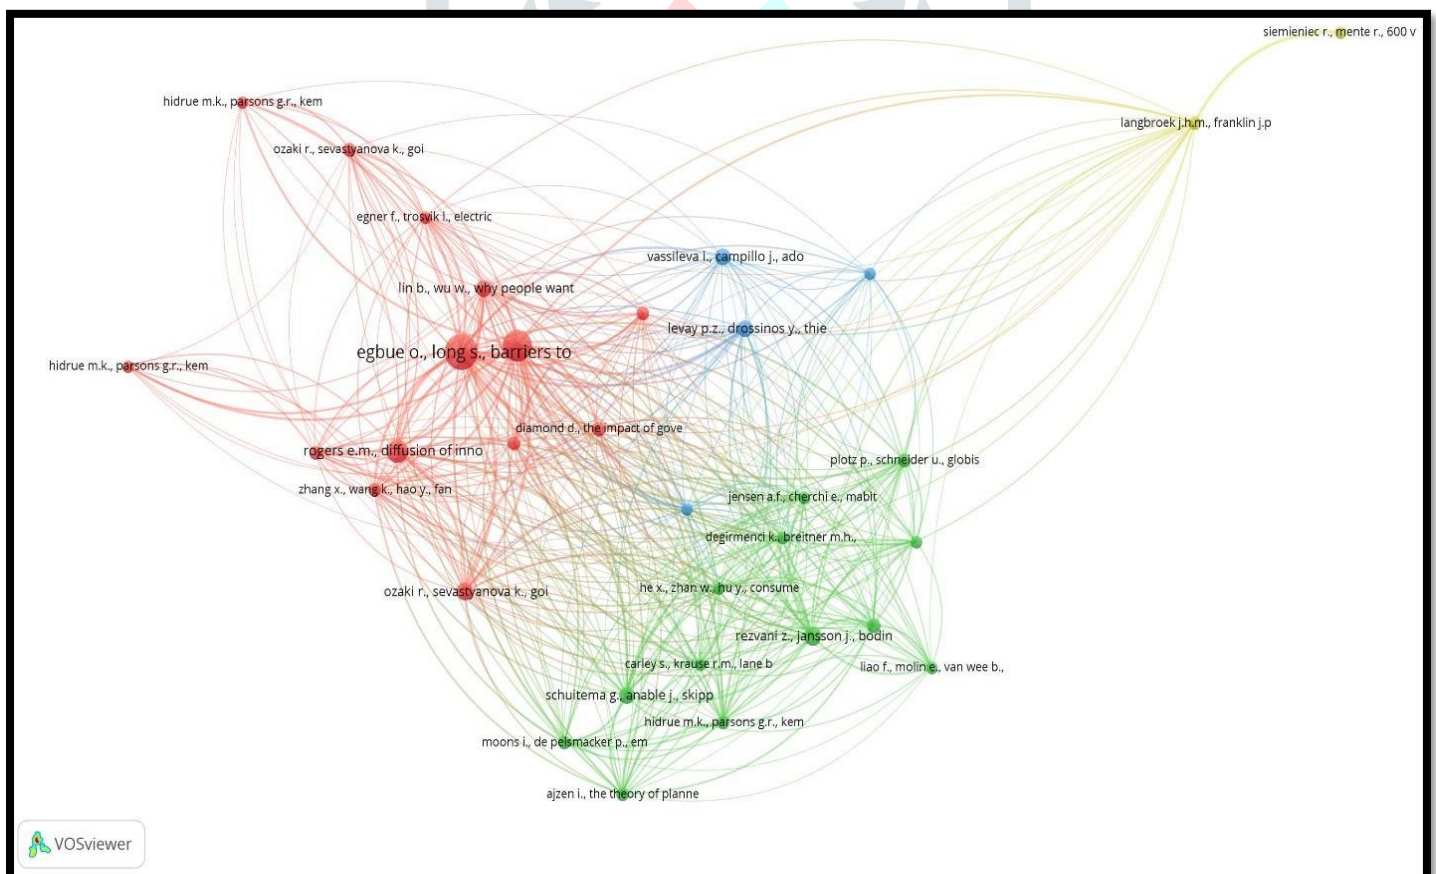 siemieniec r., mente r., 600 v
hidrue m.k., parsons g.r., kem
langbroek j.h.m., franklin j.p
ozaki r., sevastyanova k., goi
egner f., trosvik l., electric
vassileva i., campillo j., ado
lin b., wu w., why people want
levay p.z., drossinos y., thie
egbue o., long s., barriers to
hidrue m.k., parsons g.r., kem
diamond d., the impact of gove
rogers e.m., diffusion of inno
plotz p., schneider u., globis
zhang x., wang k., hao y., fan
jensen a.f., cherchi e., mabit
degirmenci k., breitner m.h.,
he x., zhan w., hu y., consume
ozaki r., sevastyanova k., goi
rezvani z., jansson j., bodin
carley s., krause r.m., lane b
liao f., molin e., van wee b.,
schuitema g., anable j., skipp
hidrue m.k., parsons g.r., kem
moons i., de pelsmacker p., em
ajzen i., the theory of planne
VOSviewer